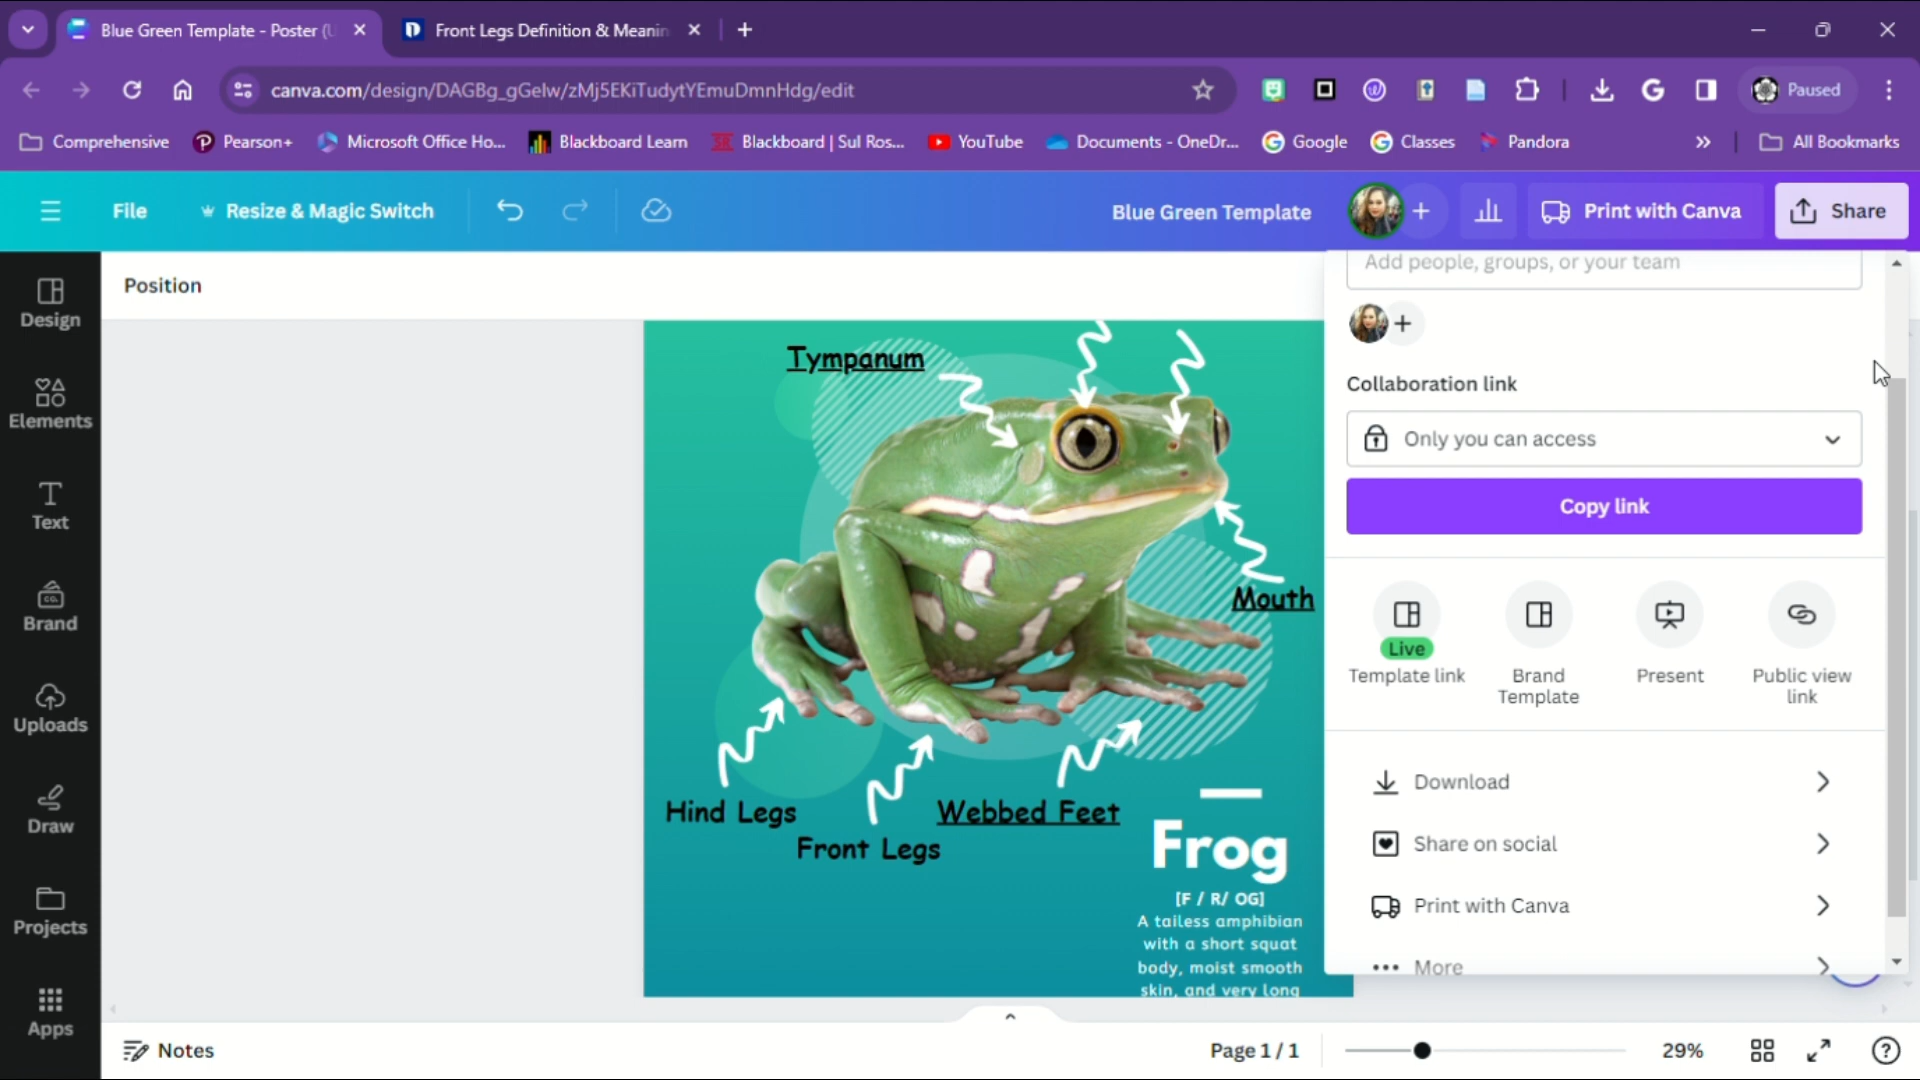 Blue Green Template - Poster (U
Front Legs Definition & Meanin
canva.com/design/DAGBg_gGelw/zMj5EKiTudytYEmuDmnHdg/edit
Paused
Comprehensive
Pearson+
Microsoft Office Ho...
Blackboard Learn
Blackboard | Sul Ros...
YouTube
Documents - OneDr...
Google
Classes
Pandora
All Bookmarks
File
Resize & Magic Switch
Blue Green Template
Print with Canva
Share
Design
Elements
Text
Brand
Uploads
Draw
Projects
Apps
Position
Tympanum
Mouth
Hind Legs
Webbed Feet
Front Legs
Frog
[F / R/ OG]
A tailess amphibian
with a short squat
body, moist smooth
skin, and very long
Add people, groups, or your team
Collaboration link
Only you can access
Copy link
Live
Template link
Brand
Template
Present
Public view
link
Download
Share on social
Print with Canva
More
Notes
Page 1 / 1
29%